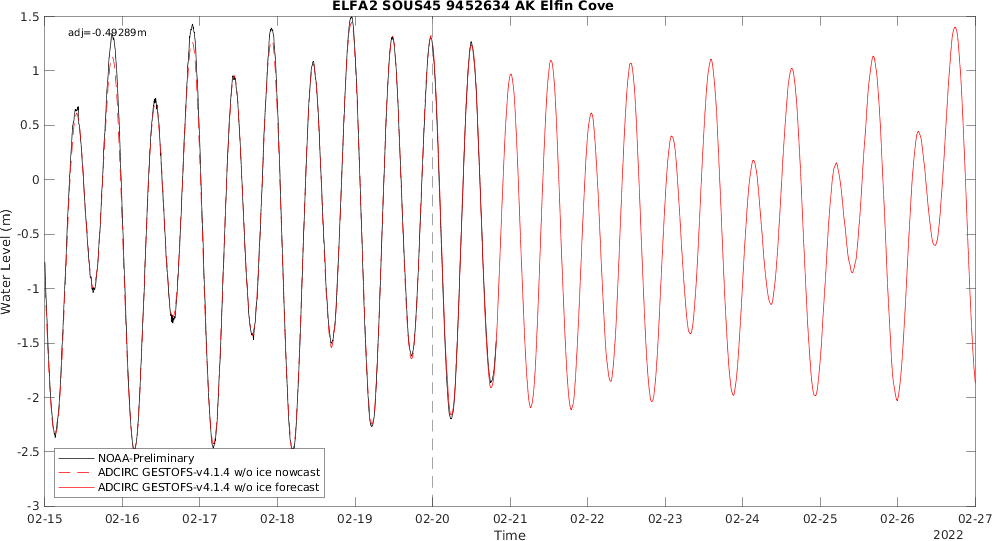 ELFA2 SOUS45 9452634 AK Elfin Cove
adj=-0.49289m
Water Level (m)
1.5
1
0.5
0
-0.5
-1
-1.5
-2
-2.5
-3
NOAA-Preliminary
ADCIRC GESTOFS-v4.1.4 w/o ice nowcast
ADCIRC GESTOFS-v4.1.4 w/o ice forecast
02-15 02-16 02-17 02-18 02-19 02-20 02-21 02-22 02-23 02-24 02-25 02-26 02-27
Time
2022